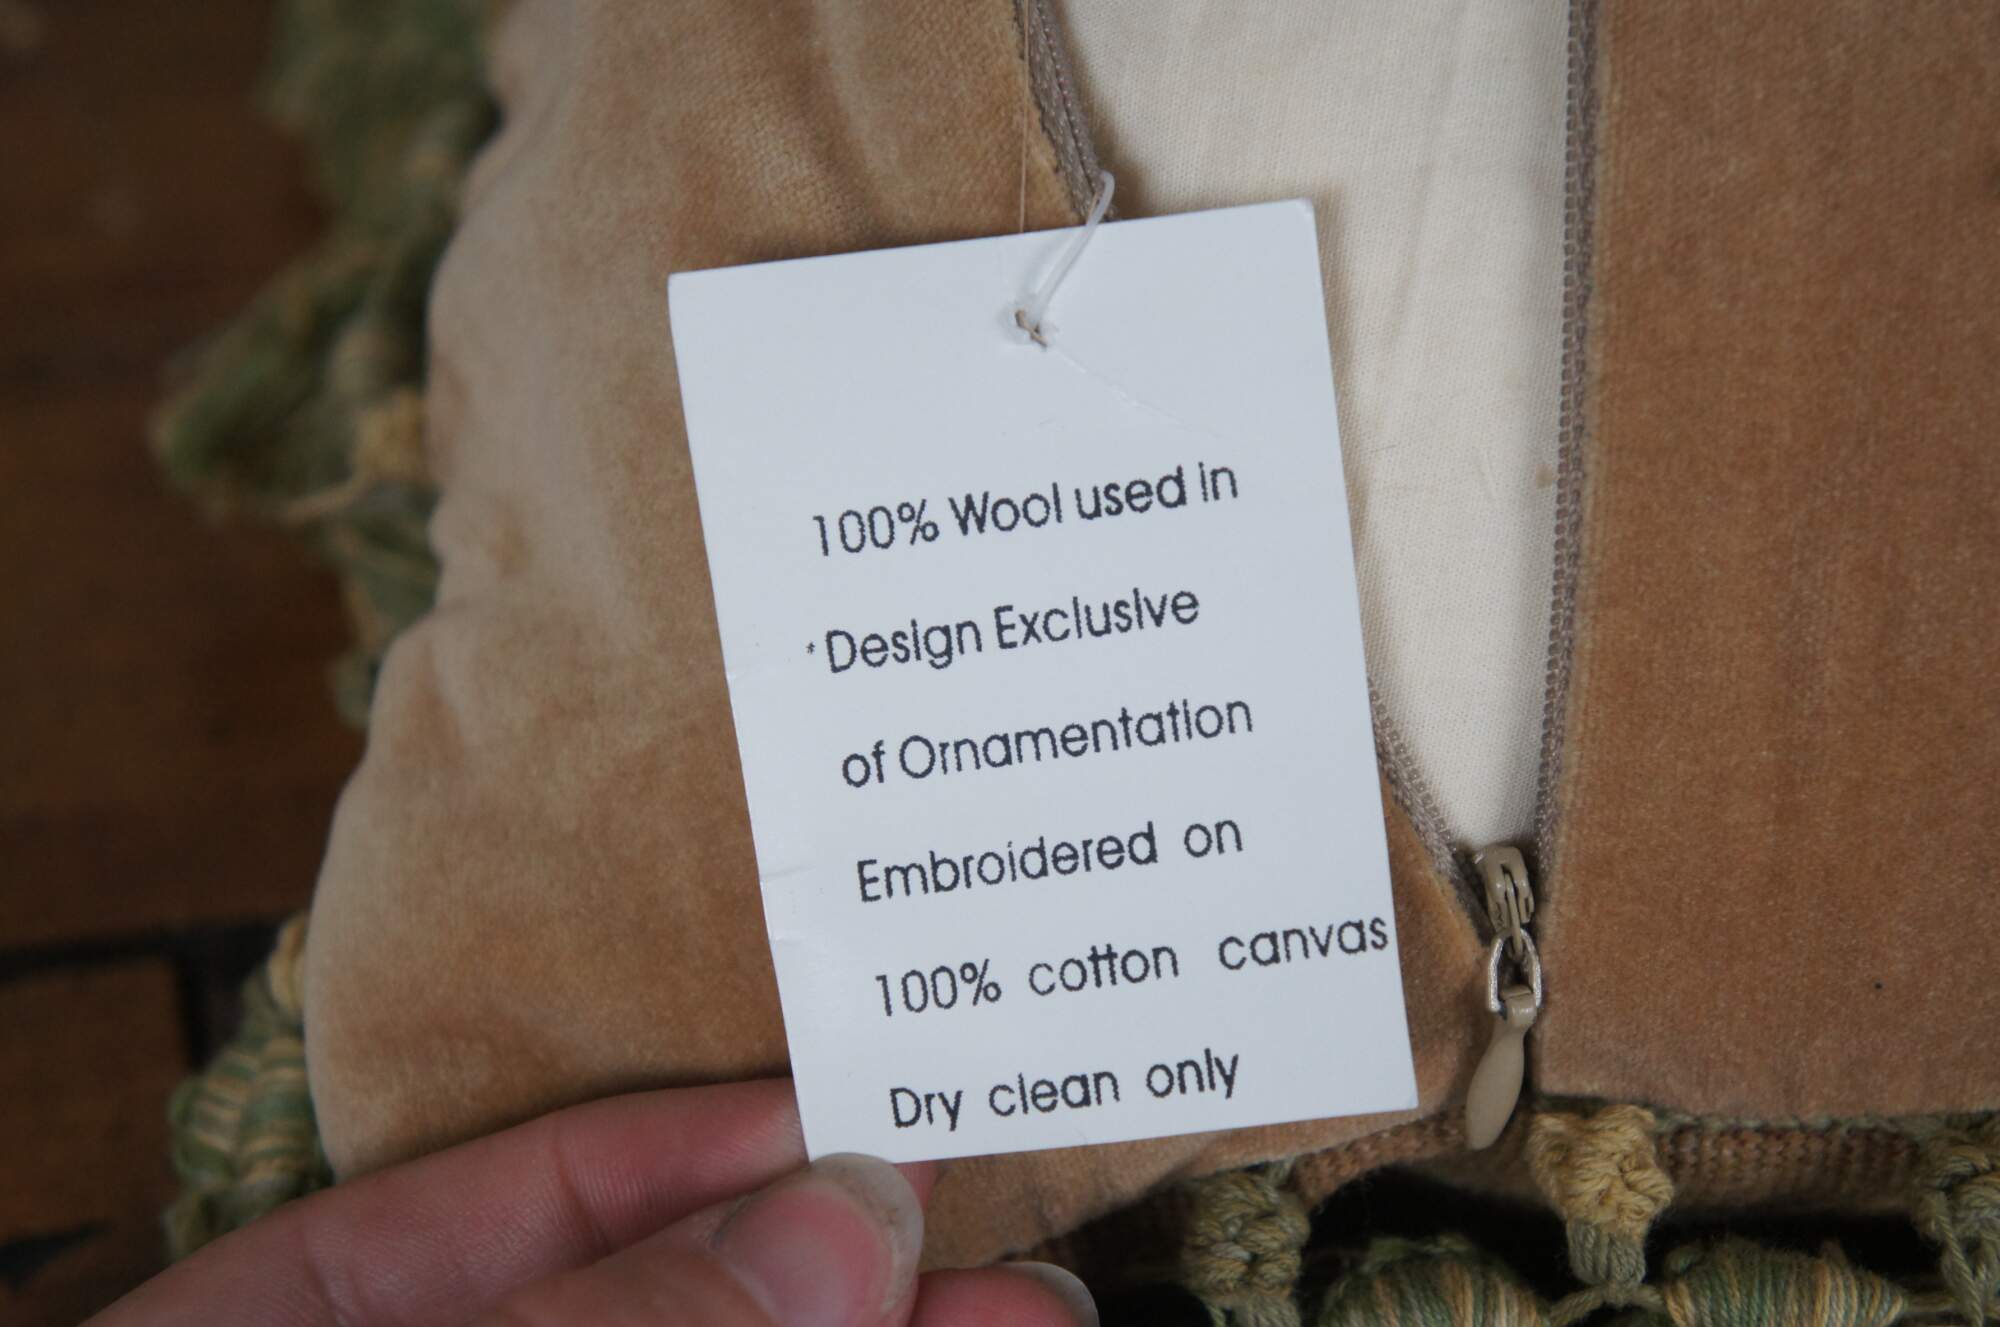 100% Wool used in
*Design Exclusive
of Ornamentation
Embroidered on
100% cotton canvas
Dry clean only